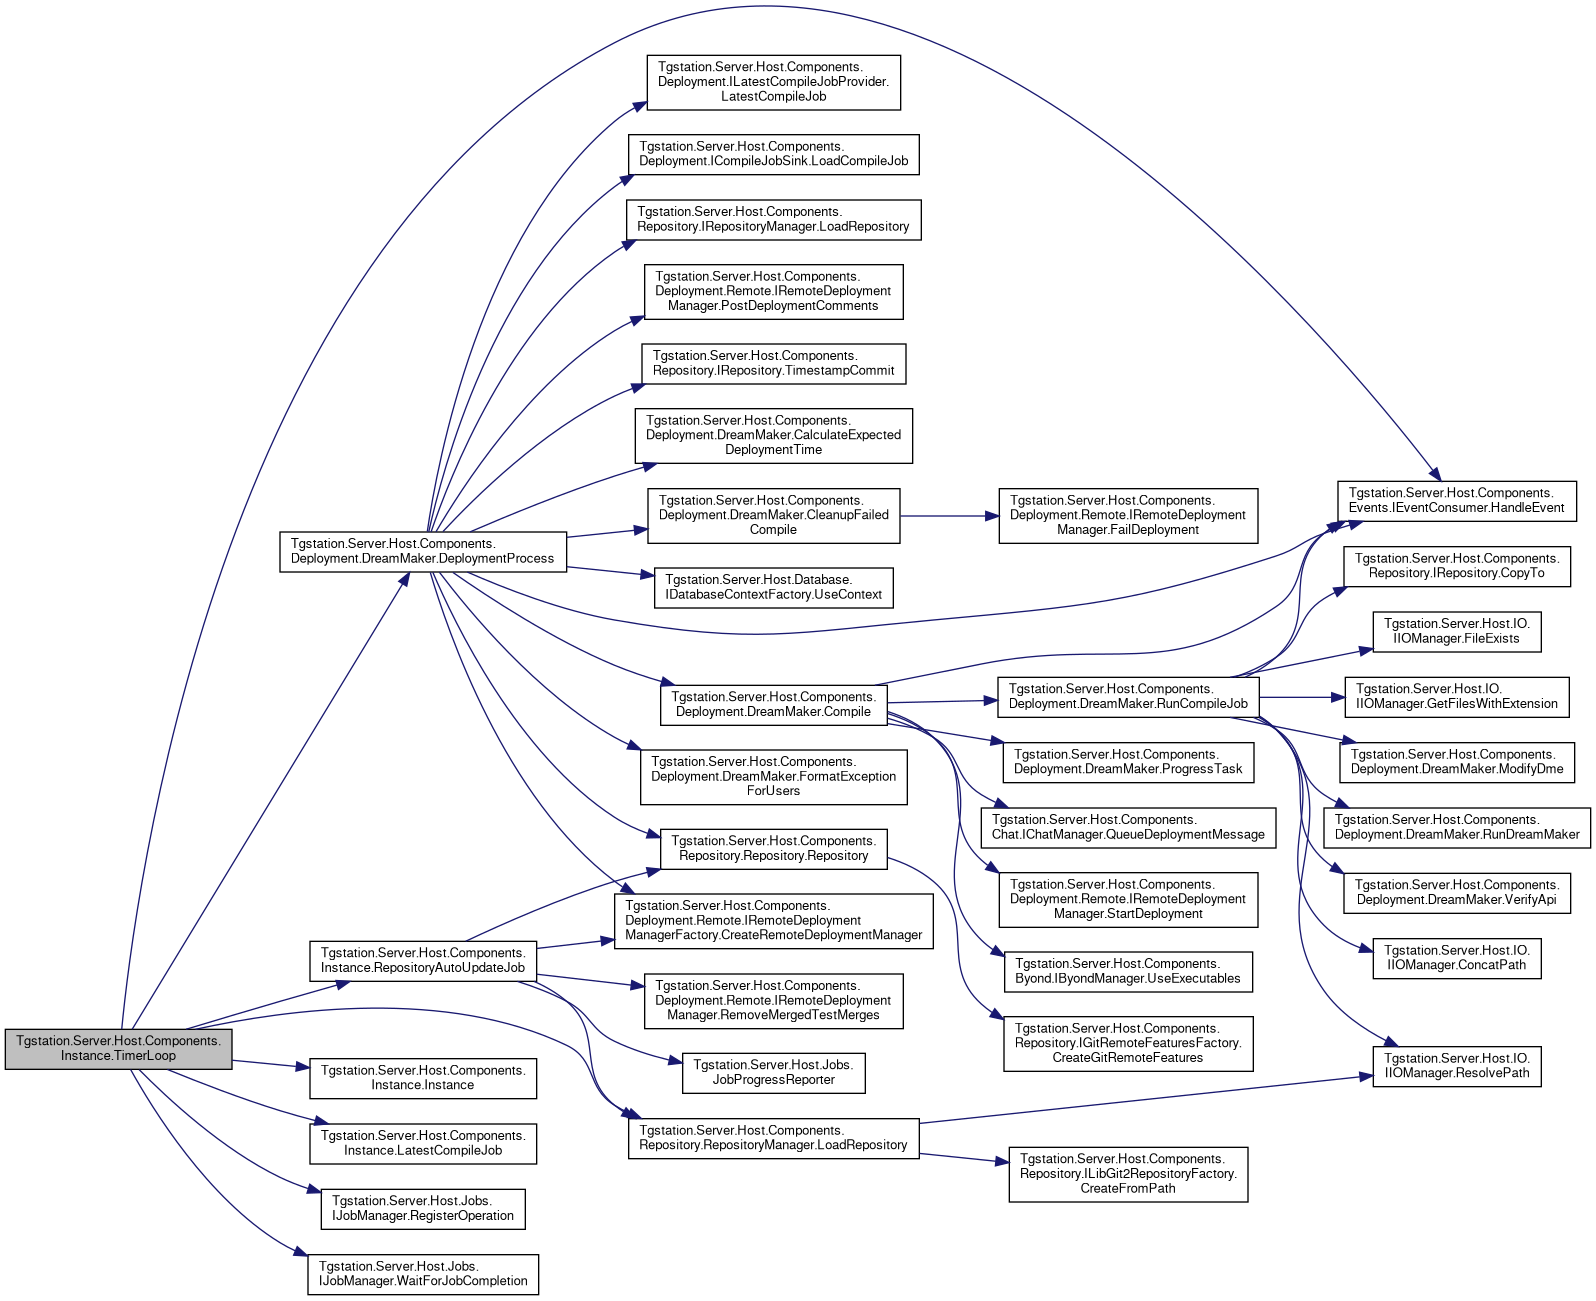 Tgstation.Server.Host.Components.
Instance.TimerLoop
Tgstation.Server.Host.Components.
Deployment.DreamMaker.DeploymentProcess
Tgstation.Server.Host.Components.
Instance.RepositoryAutoUpdateJob
Tgstation.Server.Host.Components.
Instance.Instance
Tgstation.Server.Host.Components.
Instance.LatestCompileJob
Tgstation.Server.Host.Jobs.
IJobManager.RegisterOperation
Tgstation.Server.Host.Jobs.
IJobManager.WaitForJobCompletion
Tgstation.Server.Host.Components.
Deployment.ILatestCompileJobProvider.
LatestCompileJob
Tgstation.Server.Host.Components.
Deployment.ICompileJobSink.LoadCompileJob
Tgstation.Server.Host.Components.
Repository.IRepositoryManager.LoadRepository
Tgstation.Server.Host.Components.
Deployment.Remote.IRemoteDeployment
Manager.PostDeploymentComments
Tgstation.Server.Host.Components.
Repository.IRepository.TimestampCommit
Tgstation.Server.Host.Components.
Deployment.DreamMaker.CalculateExpected
DeploymentTime
Tgstation.Server.Host.Components.
Deployment.DreamMaker.CleanupFailed
Compile
Tgstation.Server.Host.Database.
IDatabaseContextFactory.UseContext
Tgstation.Server.Host.Components.
Deployment.DreamMaker.Compile
Tgstation.Server.Host.Components.
Deployment.DreamMaker.FormatException
ForUsers
Tgstation.Server.Host.Components.
Repository.Repository.Repository
Tgstation.Server.Host.Components.
Deployment.Remote.IRemoteDeployment
ManagerFactory.CreateRemoteDeploymentManager
Tgstation.Server.Host.Components.
Deployment.Remote.IRemoteDeployment
Manager.RemoveMergedTestMerges
Tgstation.Server.Host.Jobs.
JobProgressReporter
Tgstation.Server.Host.Components.
Repository.RepositoryManager.LoadRepository
Tgstation.Server.Host.Components.
Deployment.Remote.IRemoteDeployment
Manager.FailDeployment
Tgstation.Server.Host.Components.
Deployment.DreamMaker.RunCompileJob
Tgstation.Server.Host.Components.
Deployment.DreamMaker.ProgressTask
Tgstation.Server.Host.Components.
Chat.IChatManager.QueueDeploymentMessage
Tgstation.Server.Host.Components.
Deployment.Remote.IRemoteDeployment
Manager.StartDeployment
Tgstation.Server.Host.Components.
Byond.IByondManager.UseExecutables
Tgstation.Server.Host.Components.
Repository.IGitRemoteFeaturesFactory.
CreateGitRemoteFeatures
Tgstation.Server.Host.Components.
Repository.ILibGit2RepositoryFactory.
CreateFromPath
Tgstation.Server.Host.Components.
Events.IEventConsumer.HandleEvent
Tgstation.Server.Host.Components.
Repository.IRepository.CopyTo
Tgstation.Server.Host.IO.
IIOManager.FileExists
Tgstation.Server.Host.IO.
IIOManager.GetFilesWithExtension
Tgstation.Server.Host.Components.
Deployment.DreamMaker.ModifyDme
Tgstation.Server.Host.Components.
Deployment.DreamMaker.RunDreamMaker
Tgstation.Server.Host.Components.
Deployment.DreamMaker.VerifyApi
Tgstation.Server.Host.IO.
IIOManager.ConcatPath
Tgstation.Server.Host.IO.
IIOManager.ResolvePath